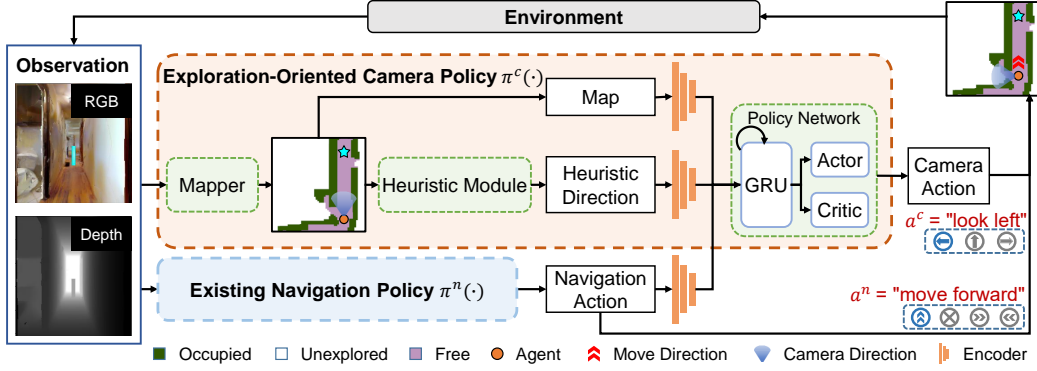 Environment
Observation
RGB
Depth
Exploration-Oriented Camera Policy π^c(·)
Mapper
Map
Heuristic Module
Heuristic Direction
Policy Network
GRU
Actor
Critic
Camera Action
a^c = "look left"
Existing Navigation Policy π^n(·)
Navigation Action
a^n = "move forward"
Occupied
Unexplored
Free
Agent
Move Direction
Camera Direction
Encoder